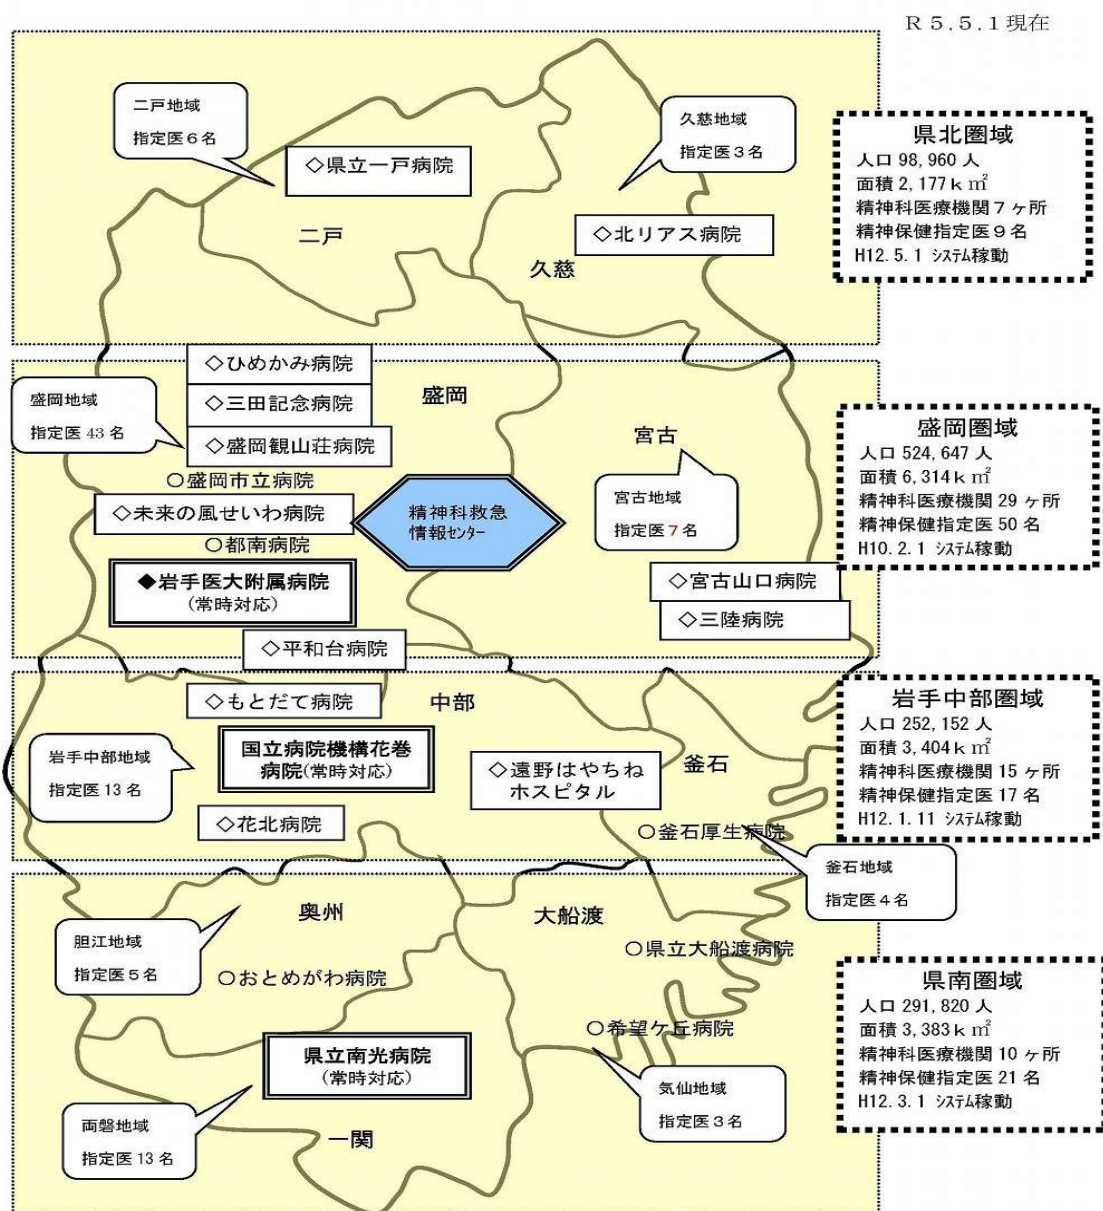 R 5.5.1 現在
二戸地域
指定医6名
◇県立一戸病院
久慈地域
指定医3名
◇北リアス病院
二戸
久慈
県北圏域
人口 98,960 人
面積 2,177ｋ㎡
精神科医療機関7ヶ所
精神保健指定医9名
H12.5.1 システム稼動
◇ひめかみ病院
盛岡地域
指定医 43 名
◇三田記念病院
盛岡
◇盛岡観山荘病院
宮古
○盛岡市立病院
宮古地域
指定医7名
◇未来の風せいわ病院
精神科救急
情報センター
○都南病院
◆岩手医大附属病院
(常時対応)
◇宮古山口病院
◇三陸病院
◇平和台病院
盛岡圏域
人口 524,647 人
面積 6,314ｋ㎡
精神科医療機関 29 ヶ所
精神保健指定医 50 名
H10.2.1 システム稼動
◇もとだて病院
中部
岩手中部地域
指定医 13 名
国立病院機構花巻
病院(常時対応)
◇遠野はやちね
ホスピタル
釜石
◇花北病院
○釜石厚生病院
釜石地域
指定医4名
岩手中部圏域
人口 252,152 人
面積 3,404ｋ㎡
精神科医療機関 15 ヶ所
精神保健指定医 17 名
H12.1.11 システム稼動
奥州
大船渡
胆江地域
指定医5名
○県立大船渡病院
○おとめがわ病院
○希望ケ丘病院
県立南光病院
(常時対応)
気仙地域
指定医3名
両磐地域
指定医 13 名
一関
県南圏域
人口 291,820 人
面積 3,383ｋ㎡
精神科医療機関 10 ヶ所
精神保健指定医 21 名
H12.3.1 システム稼動